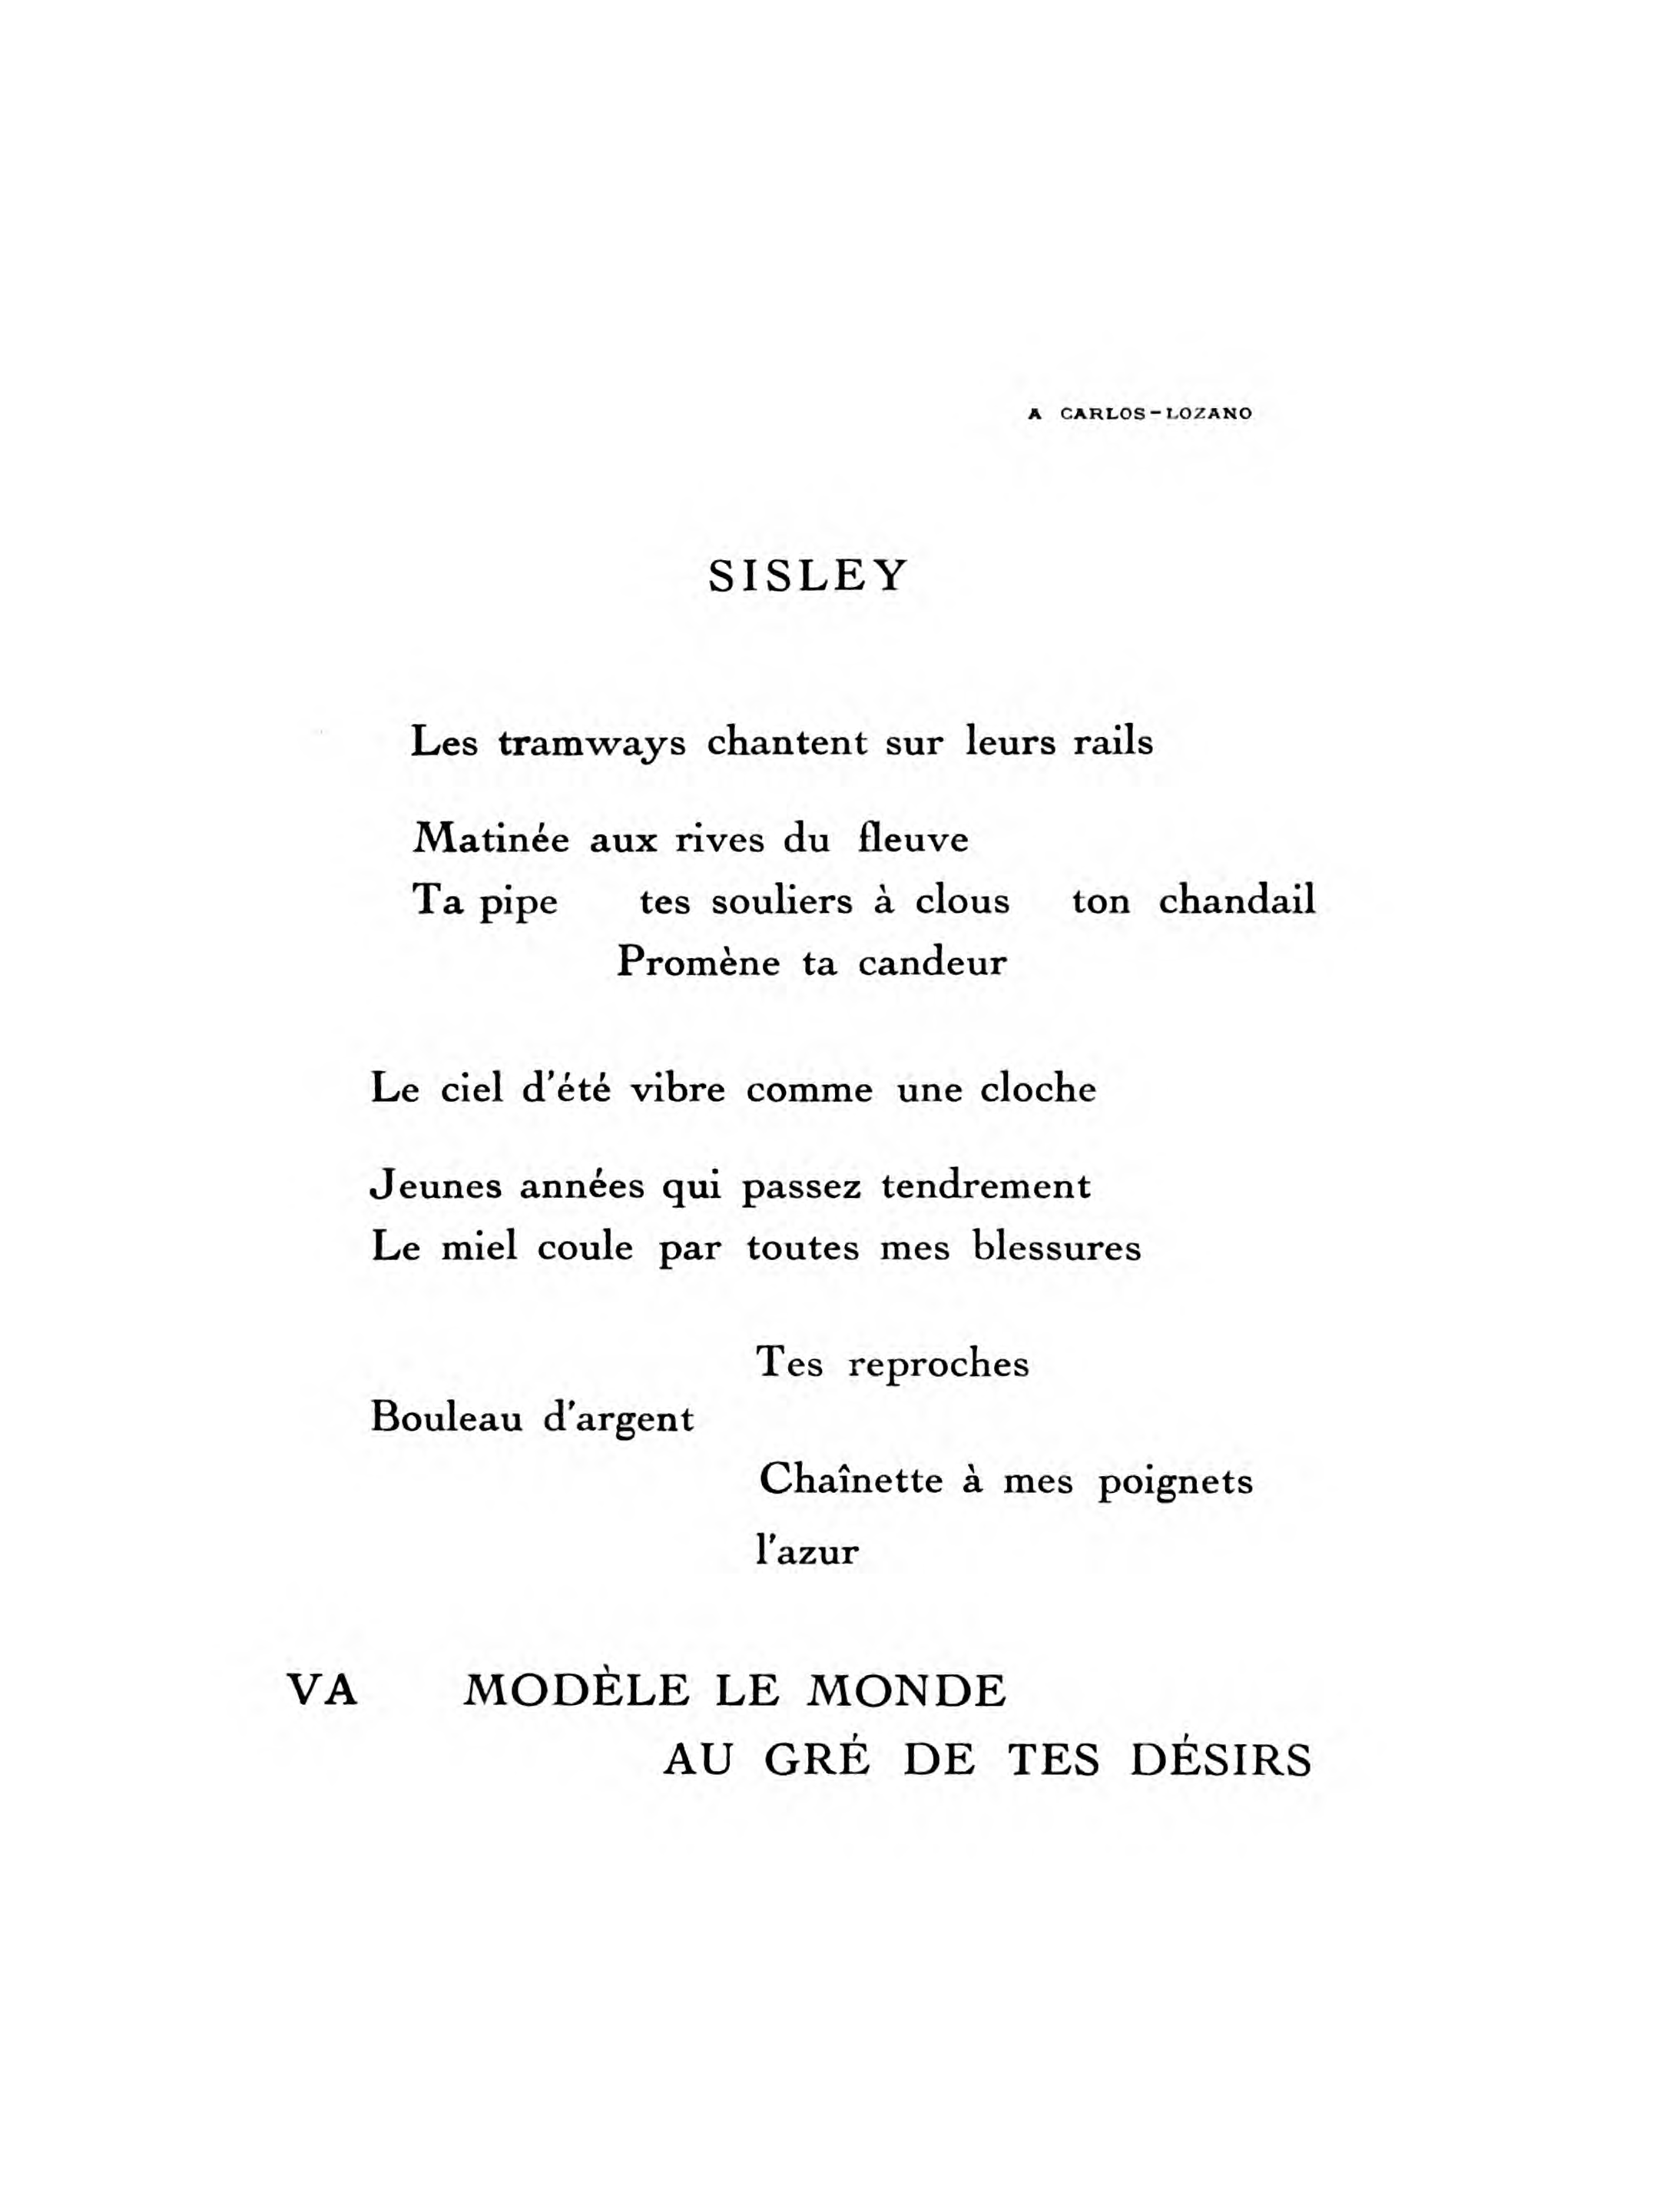 A CARLOS-LOZANO
SISLEY
Les tramways chantent sur leurs rails
Matinée aux rives du fleuve
Ta pipe tes souliers à clous ton chandail
Promène ta candeur
Le ciel d'été vibre comme une cloche
Jeunes années qui passez tendrement
Le miel coule par toutes mes blessures
Tes reproches
Bouleau d'argent
Chaînette à mes poignets
l'azur
VA MODÈLE LE MONDE
AU GRÉ DE TES DÉSIRS